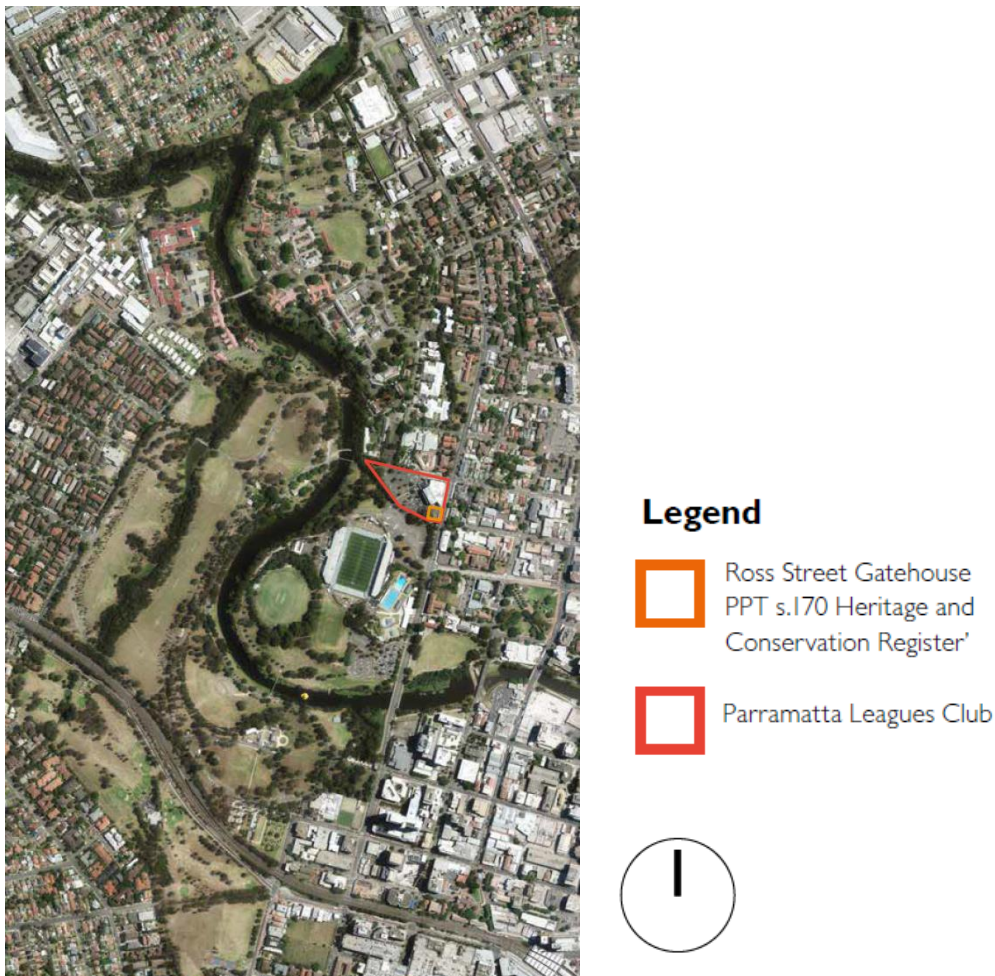 Legend
Ross Street Gatehouse
PPT s.170 Heritage and
Conservation Register’
Parramatta Leagues Club